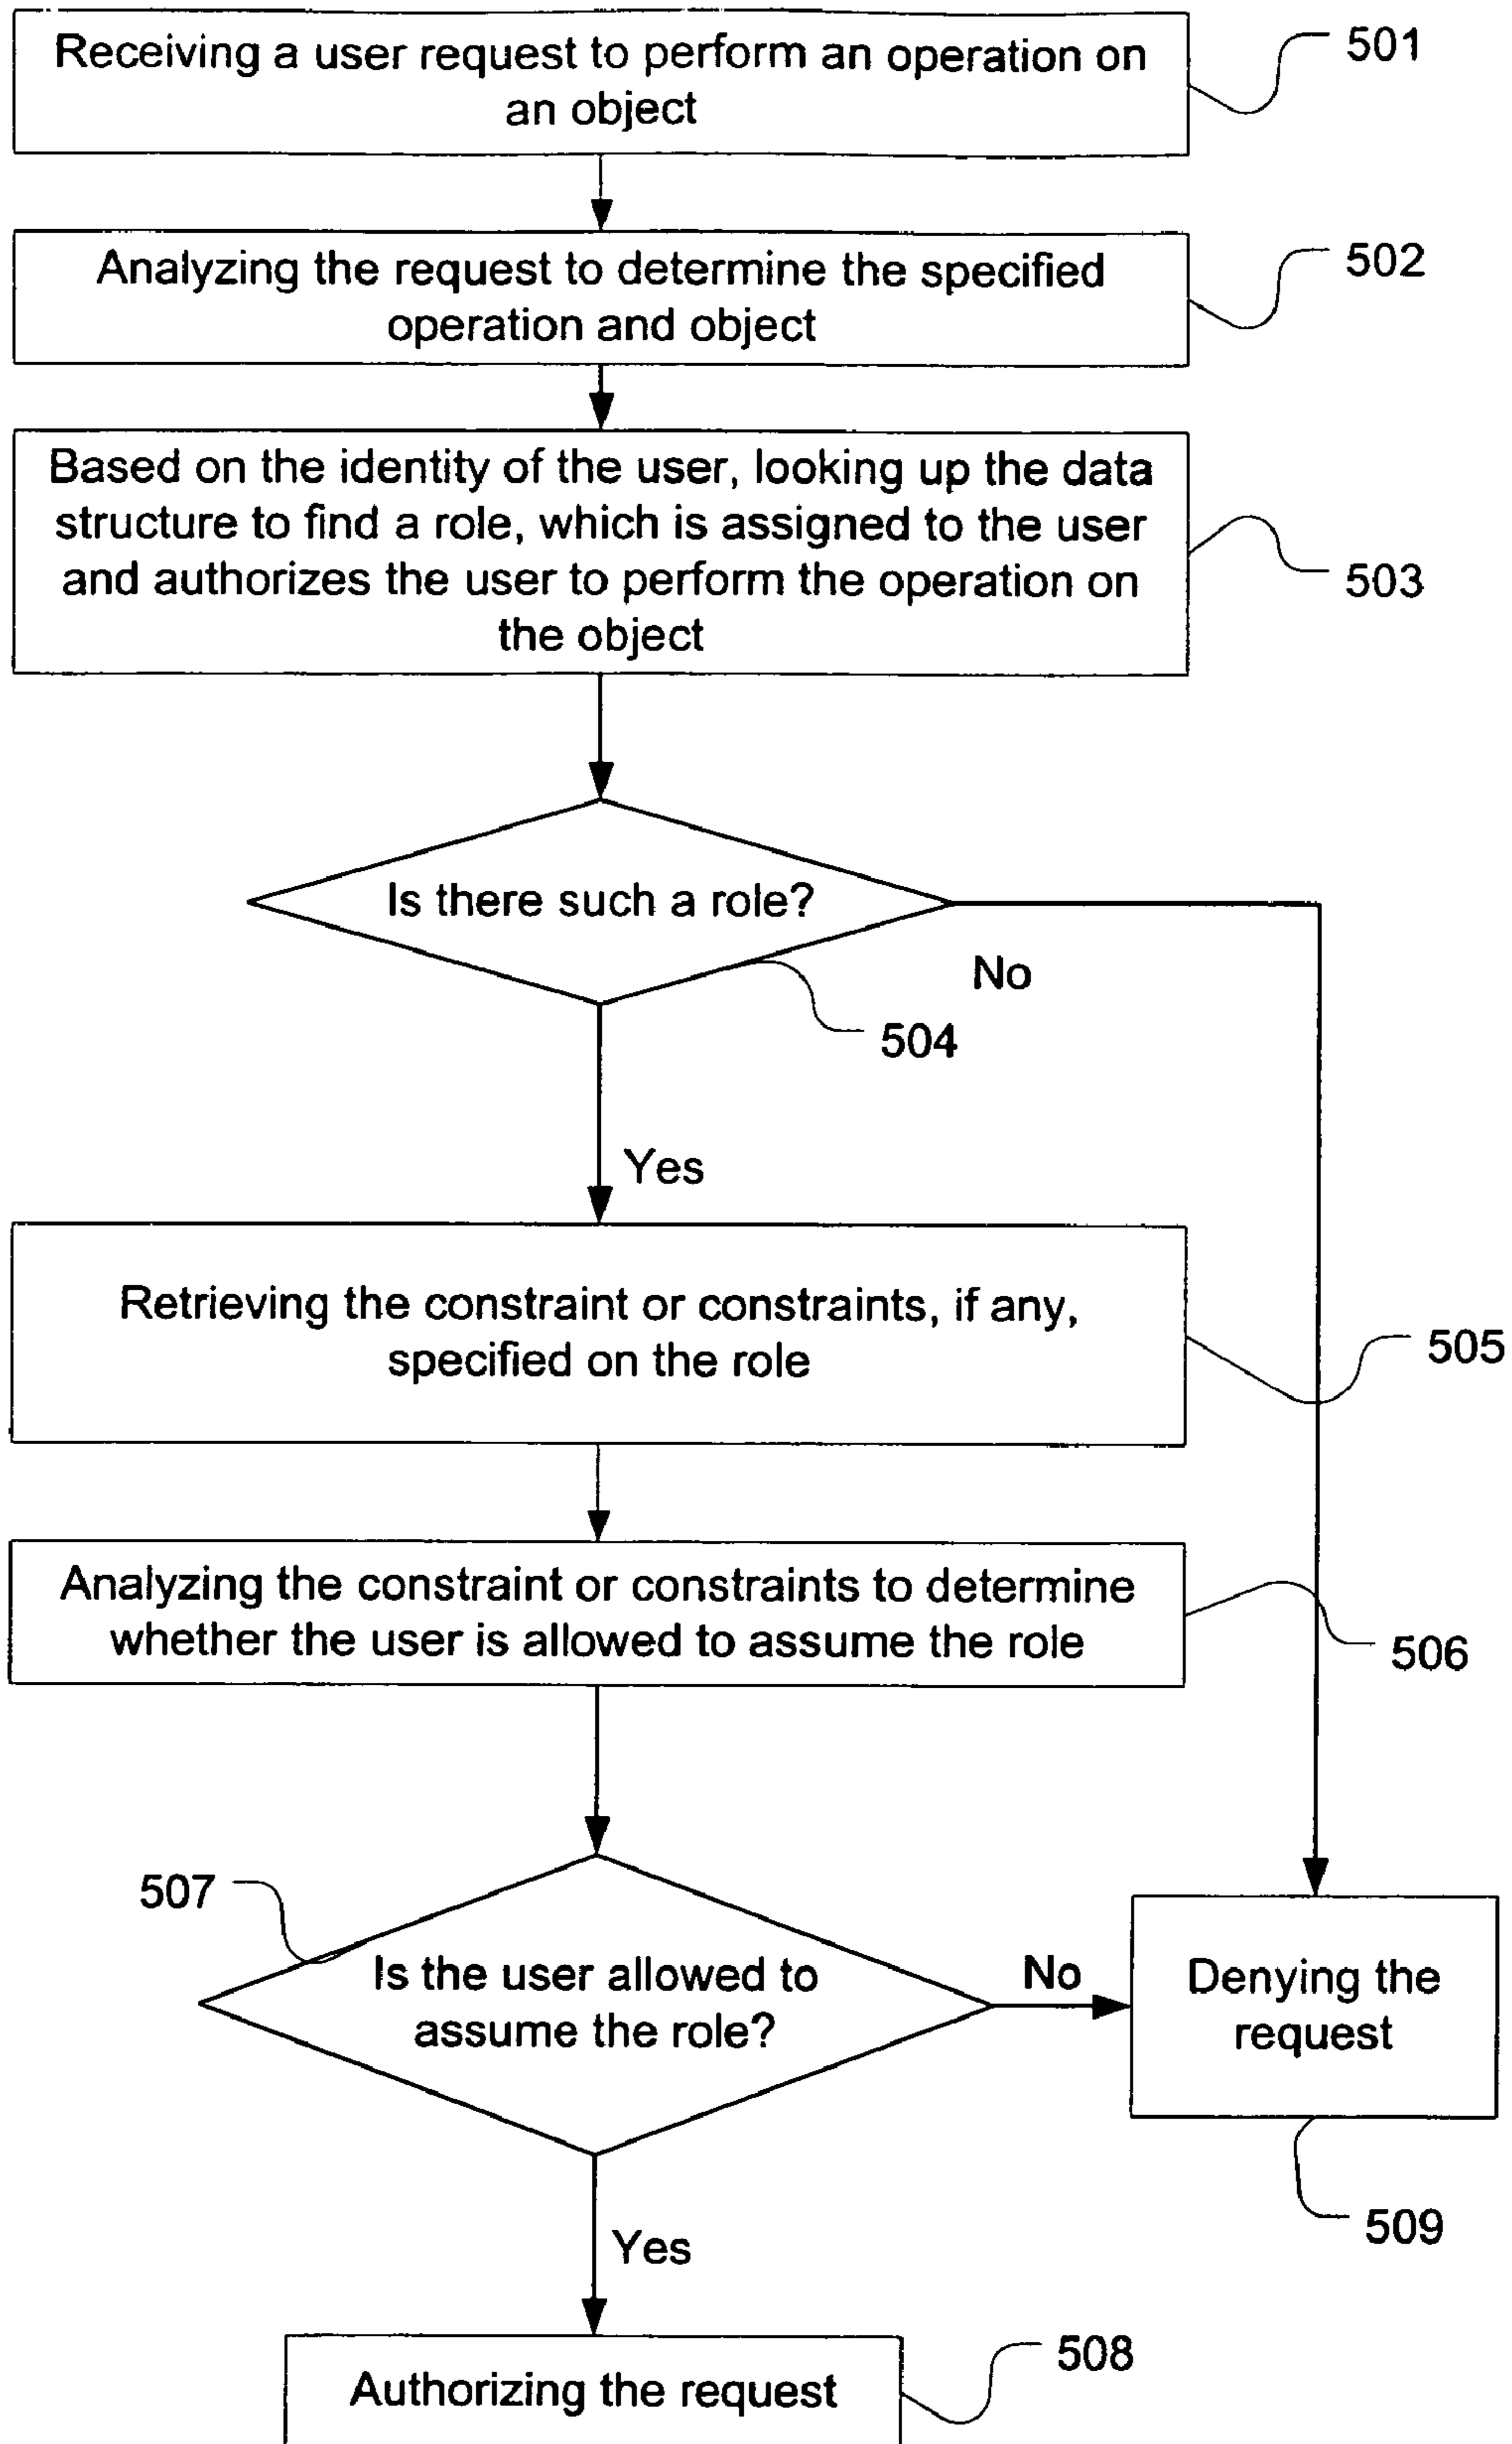 Receiving a user request to perform an operation on
an object
501
Analyzing the request to determine the specified
operation and object
502
Based on the identity of the user, looking up the data
structure to find a role, which is assigned to the user
and authorizes the user to perform the operation on
the object
503
Is there such a role?
No
504
Yes
Retrieving the constraint or constraints, if any,
specified on the role
505
Analyzing the constraint or constraints to determine
whether the user is allowed to assume the role
506
507
Is the user allowed to
assume the role?
No
Denying the
request
509
Yes
Authorizing the request
508